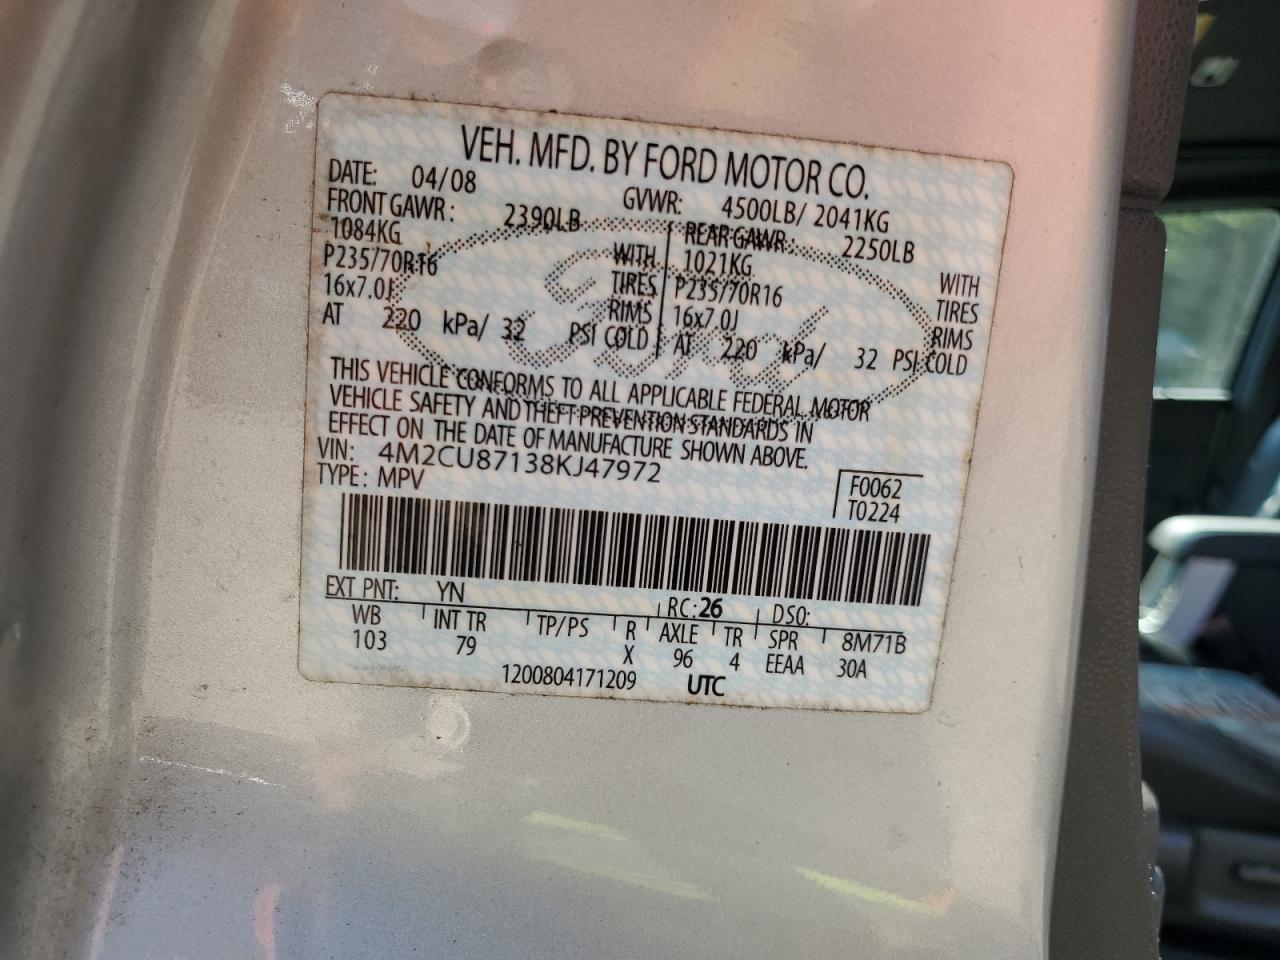 VEH. MFD. BY FORD MOTOR CO.
DATE: 04/08 GVWR: 4500LB/ 2041KG
FRONT GAWR: 2390LB REAR GAWR: 2250LB
1084KG WITH 1021KG WITH
P235/70R16 TIRES P235/70R16 TIRES
16x7.0J RIMS 16x7.0J RIMS
AT 220 kPa/ 32 PSI COLD AT 220 kPa/ 32 PSI COLD
Ford
THIS VEHICLE CONFORMS TO ALL APPLICABLE FEDERAL MOTOR
VEHICLE SAFETY AND THEFT PREVENTION STANDARDS IN
EFFECT ON THE DATE OF MANUFACTURE SHOWN ABOVE.
VIN: 4M2CU87138KJ47972
TYPE: MPV
F0062
T0224
EXT PNT: YN RC: 26 DSO:
WB INT TR TP/PS R AXLE TR SPR 8M71B
103 79 X 96 4 EEAA 30A
1200804171209 UTC